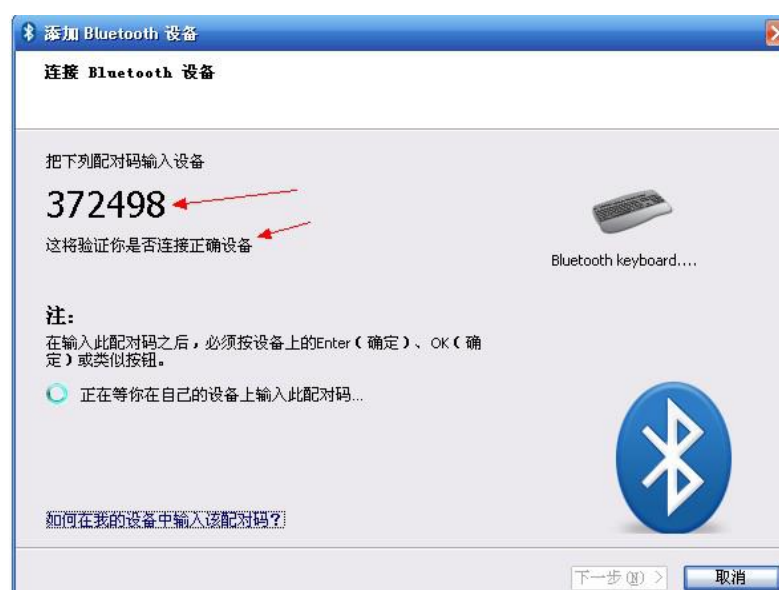 添加 Bluetooth 设备
连接 Bluetooth 设备
把下列配对码输入设备
372498
这将验证你是否连接正确设备
Bluetooth keyboard....
注:
在输入此配对码之后,必须按设备上的Enter(确定)、OK(确
定)或类似按钮。
正在等你在自己的设备上输入此配对码...
如何在我的设备中输入该配对码?
下一步(N) >
取消